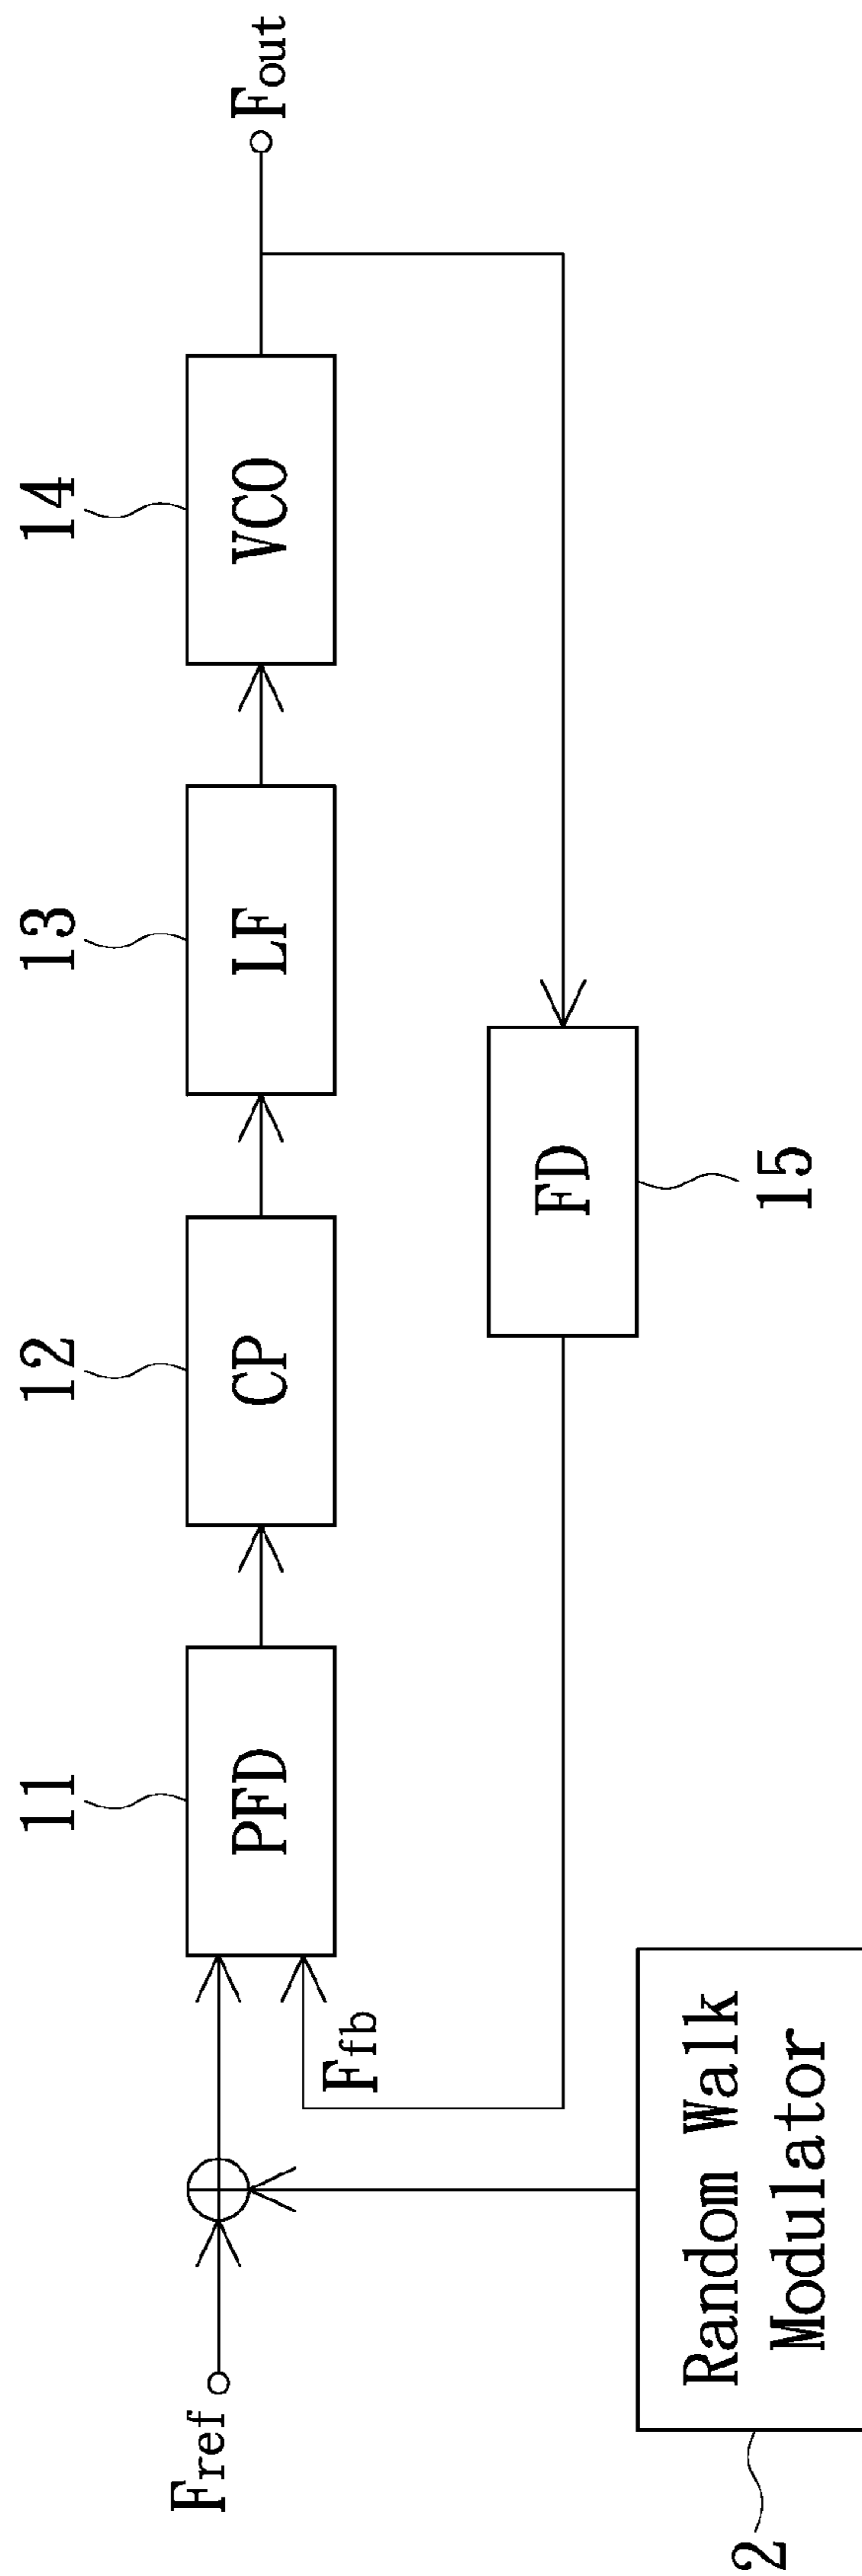 11
12
13
14
Fref
PFD
CP
LF
VCO
Fout
Ffb
FD
15
Random Walk
Modulator
2